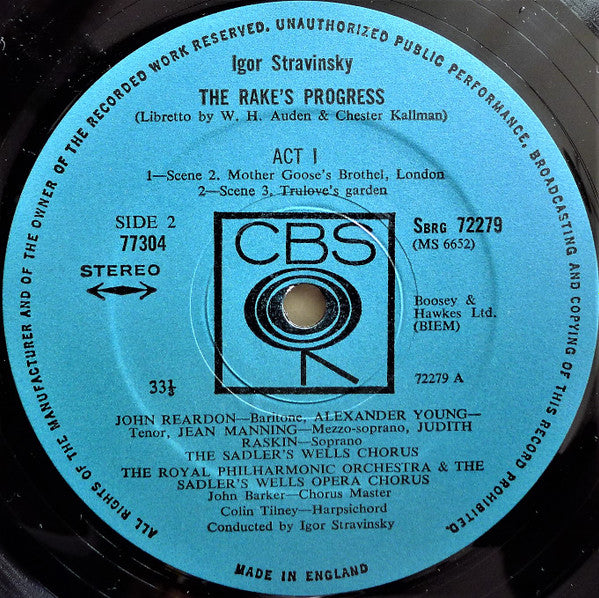 ALL RIGHTS OF THE MANUFACTURER AND OF THE OWNER OF THE RECORDED WORK RESERVED. UNAUTHORIZED PUBLIC PERFORMANCE, BROADCASTING AND COPYING OF THIS RECORD PROHIBITED.
Igor Stravinsky
THE RAKE'S PROGRESS
(Libretto by W. H. Auden & Chester Kallman)
ACT I
1—Scene 2. Mother Goose's Brothel, London
2—Scene 3. Trulove's garden
SIDE 2
77304
STEREO
CBS
SBRG 72279
(MS 6652)
Boosey &
Hawkes Ltd.
(BIEM)
33⅓
72279 A
JOHN REARDON—Baritone, ALEXANDER YOUNG—
Tenor, JEAN MANNING—Mezzo-soprano, JUDITH
RASKIN—Soprano
THE SADLER'S WELLS CHORUS
THE ROYAL PHILHARMONIC ORCHESTRA & THE
SADLER'S WELLS OPERA CHORUS
John Barker—Chorus Master
Colin Tilney—Harpsichord
Conducted by Igor Stravinsky
MADE IN ENGLAND